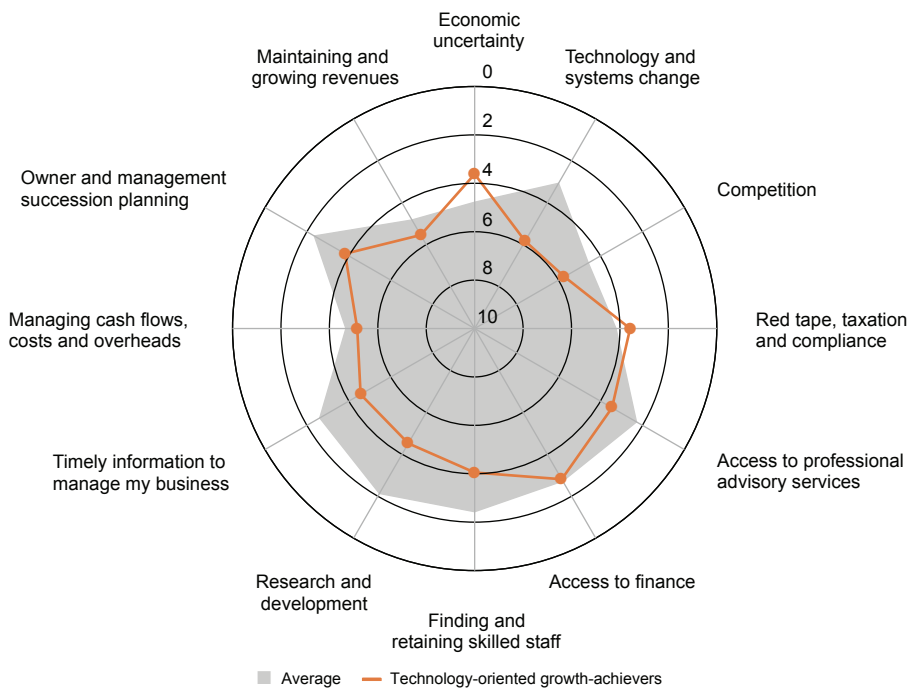 Economic
uncertainty
Technology and
systems change
Competition
Red tape, taxation
and compliance
Access to professional
advisory services
Access to finance
Finding and
retaining skilled staff
Research and
development
Timely information to
manage my business
Managing cash flows,
costs and overheads
Owner and management
succession planning
Maintaining and
growing revenues
0
2
4
6
8
10
Average
Technology-oriented growth-achievers